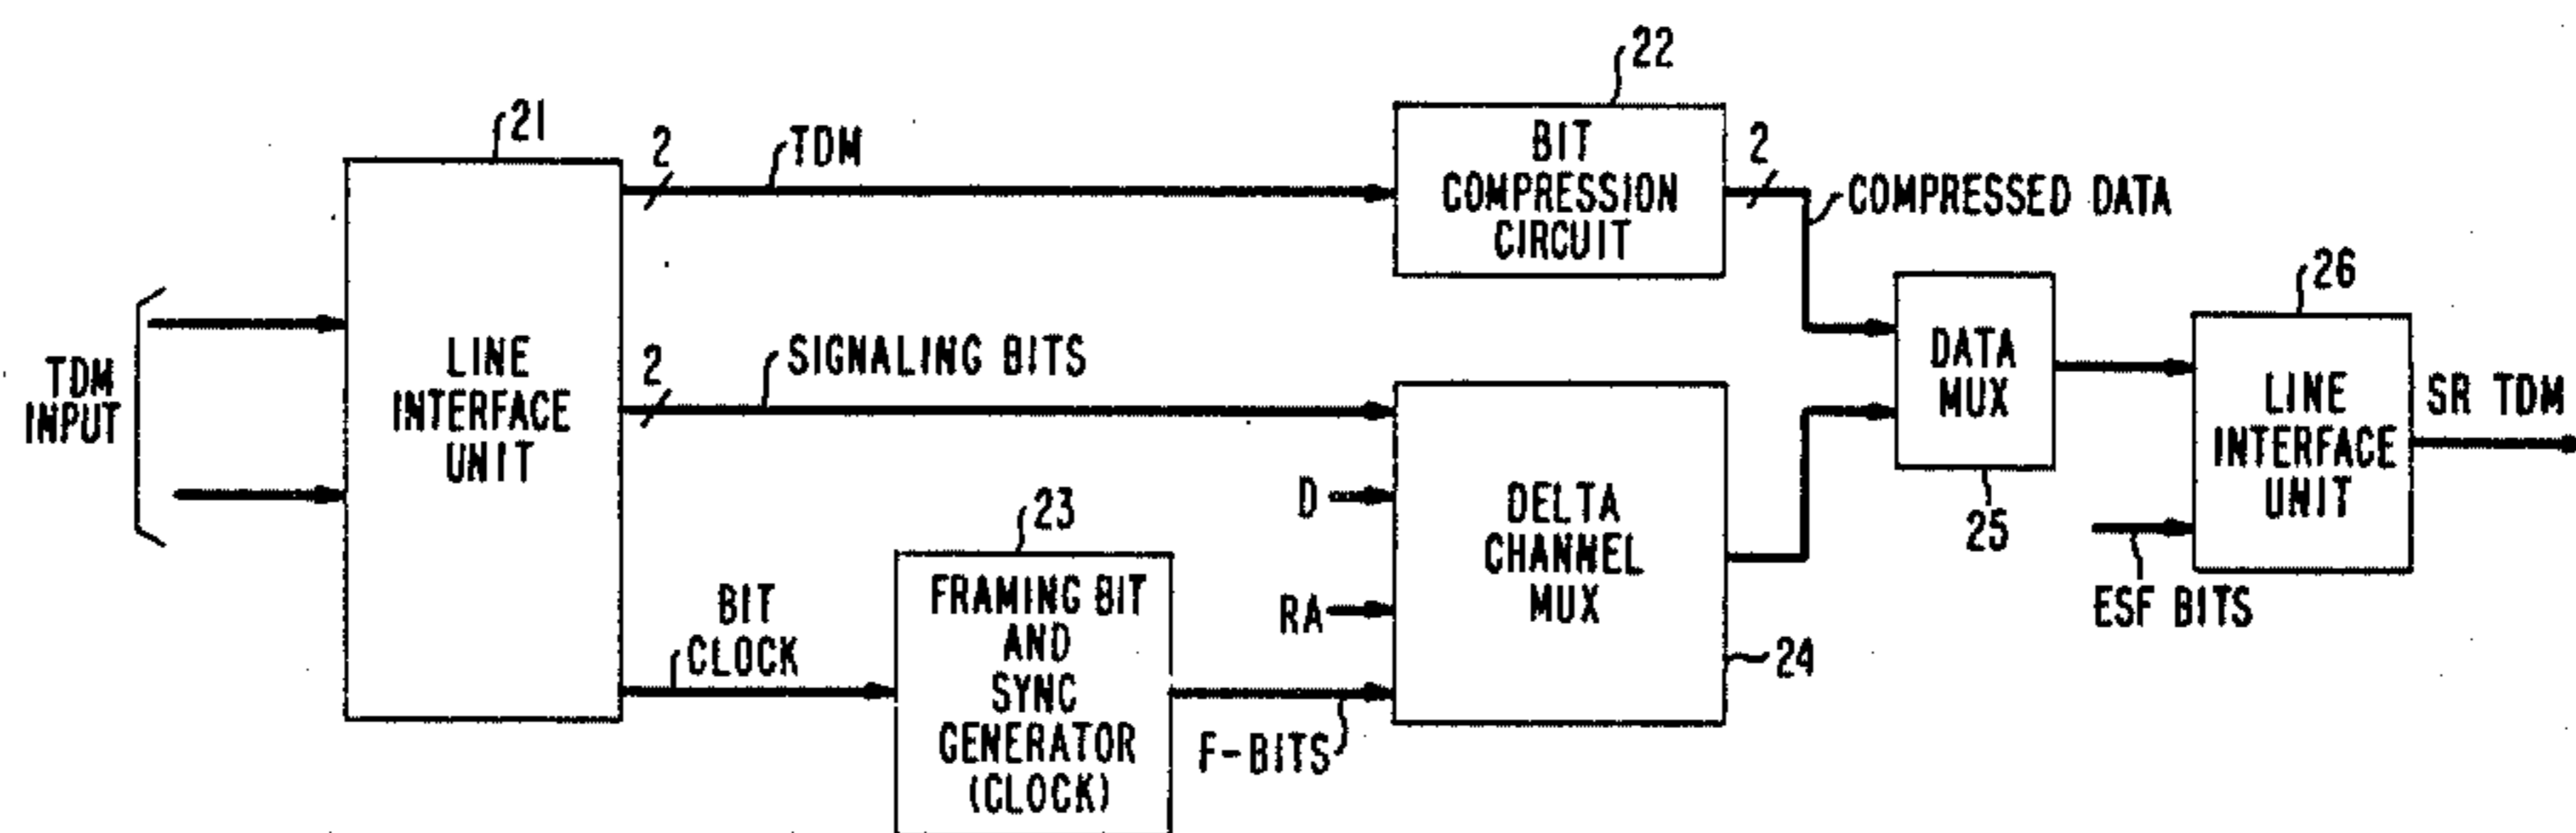 22
21
2
TDM
BIT
COMPRESSION
CIRCUIT
2
COMPRESSED DATA
TDM
INPUT
LINE
INTERFACE
UNIT
2
SIGNALING BITS
DATA
MUX
25
26
LINE
INTERFACE
UNIT
SR TDM
ESF BITS
D
RA
DELTA
CHANNEL
MUX
24
BIT
CLOCK
23
FRAMING BIT
AND
SYNC
GENERATOR
(CLOCK)
F-BITS